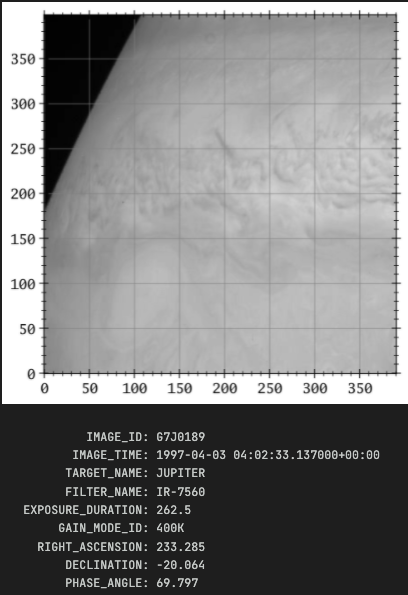 350
300
250
200
150
100
50
0
0 50 100 150 200 250 300 350
IMAGE_ID: G7J0189
IMAGE_TIME: 1997-04-03 04:02:33.137000+00:00
TARGET_NAME: JUPITER
FILTER_NAME: IR-7560
EXPOSURE_DURATION: 262.5
GAIN_MODE_ID: 400K
RIGHT_ASCENSION: 233.285
DECLINATION: -20.064
PHASE_ANGLE: 69.797